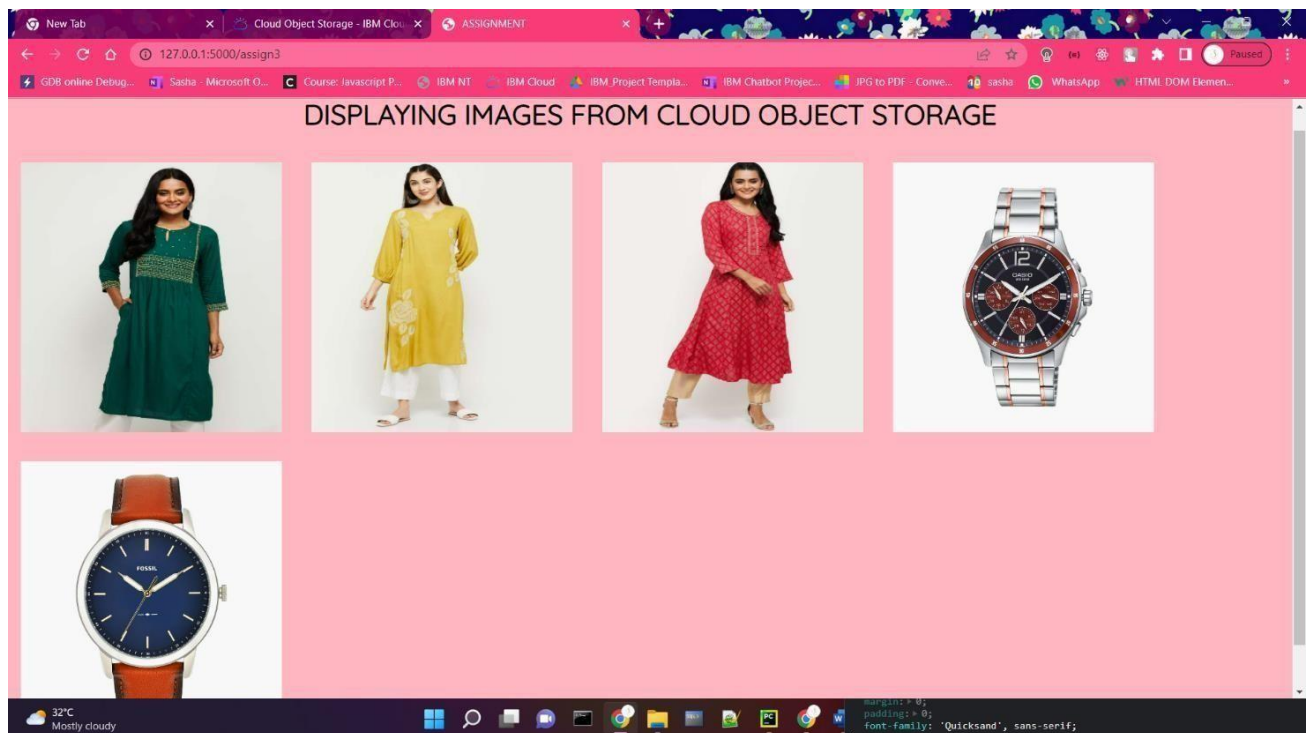 New Tab
Cloud Object Storage - IBM Clou
ASSIGNMENT
127.0.0.1:5000/assign3
Paused
GDB online Debug...
Sasha - Microsoft O...
Course: Javascript P...
IBM NT
IBM Cloud
IBM_Project Templa...
IBM Chatbot Projec...
JPG to PDF - Conve...
sasha
WhatsApp
HTML DOM Elemen...
DISPLAYING IMAGES FROM CLOUD OBJECT STORAGE
12
CASIO
FOSSIL
32°C
Mostly cloudy
margin: 0;
padding: 0;
font-family: 'Quicksand', sans-serif;